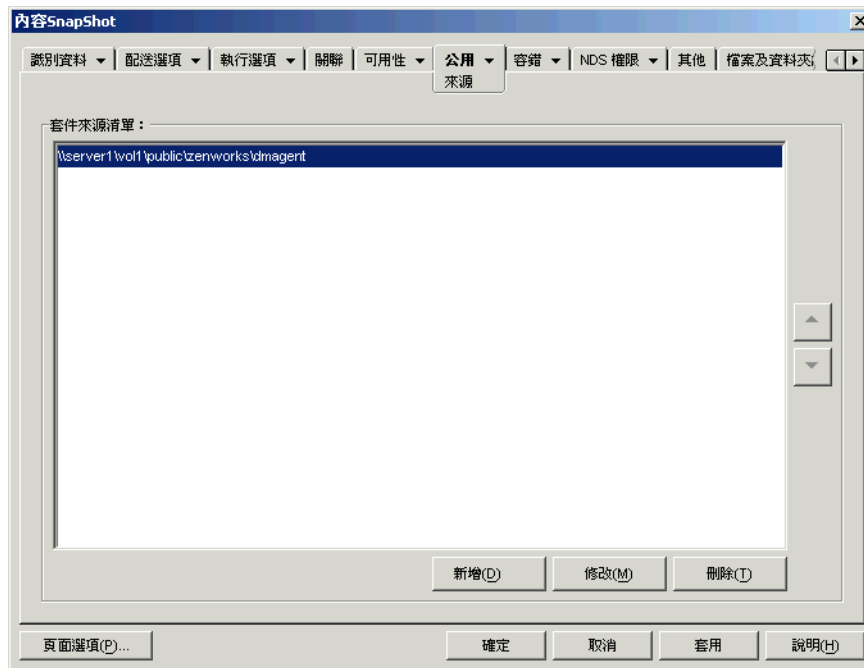 內容SnapShot
識別資料 配送選項 執行選項 關聯 可用性 公用 容錯 NDS 權限 其他 檔案及資料夾
來源
套件來源清單：
\\server1\vol1\public\zenworks\dmagent
新增(D) 修改(M) 刪除(T)
頁面選項(P)... 確定 取消 套用 說明(H)